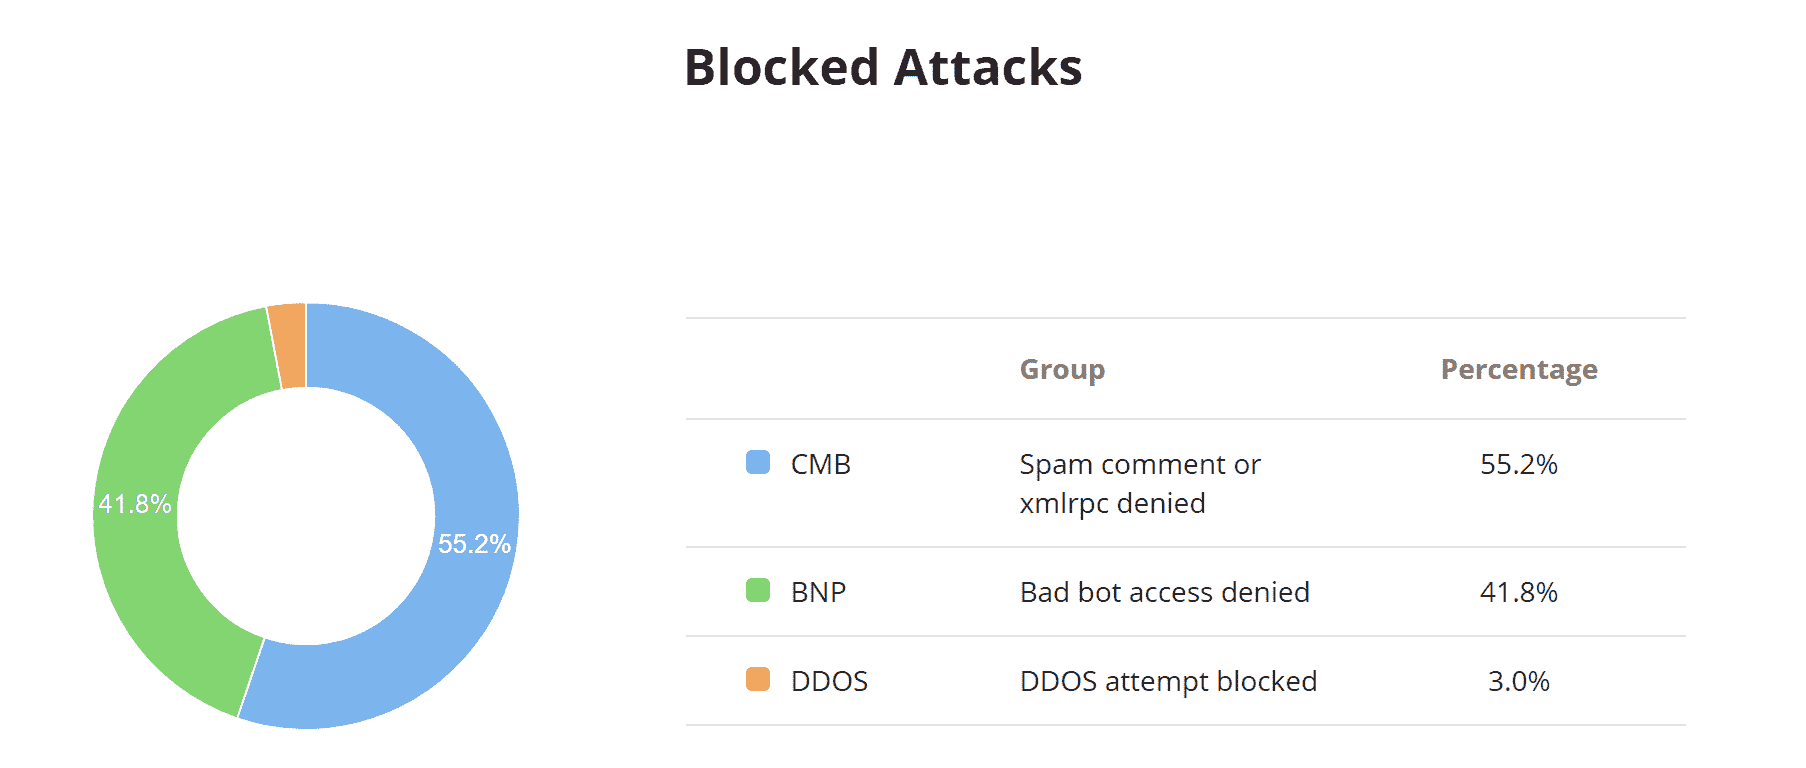 Blocked Attacks
41.8%
55.2%
Group Percentage
CMB Spam comment or 55.2%
xmlrpc denied
BNP Bad bot access denied 41.8%
DDOS DDOS attempt blocked 3.0%